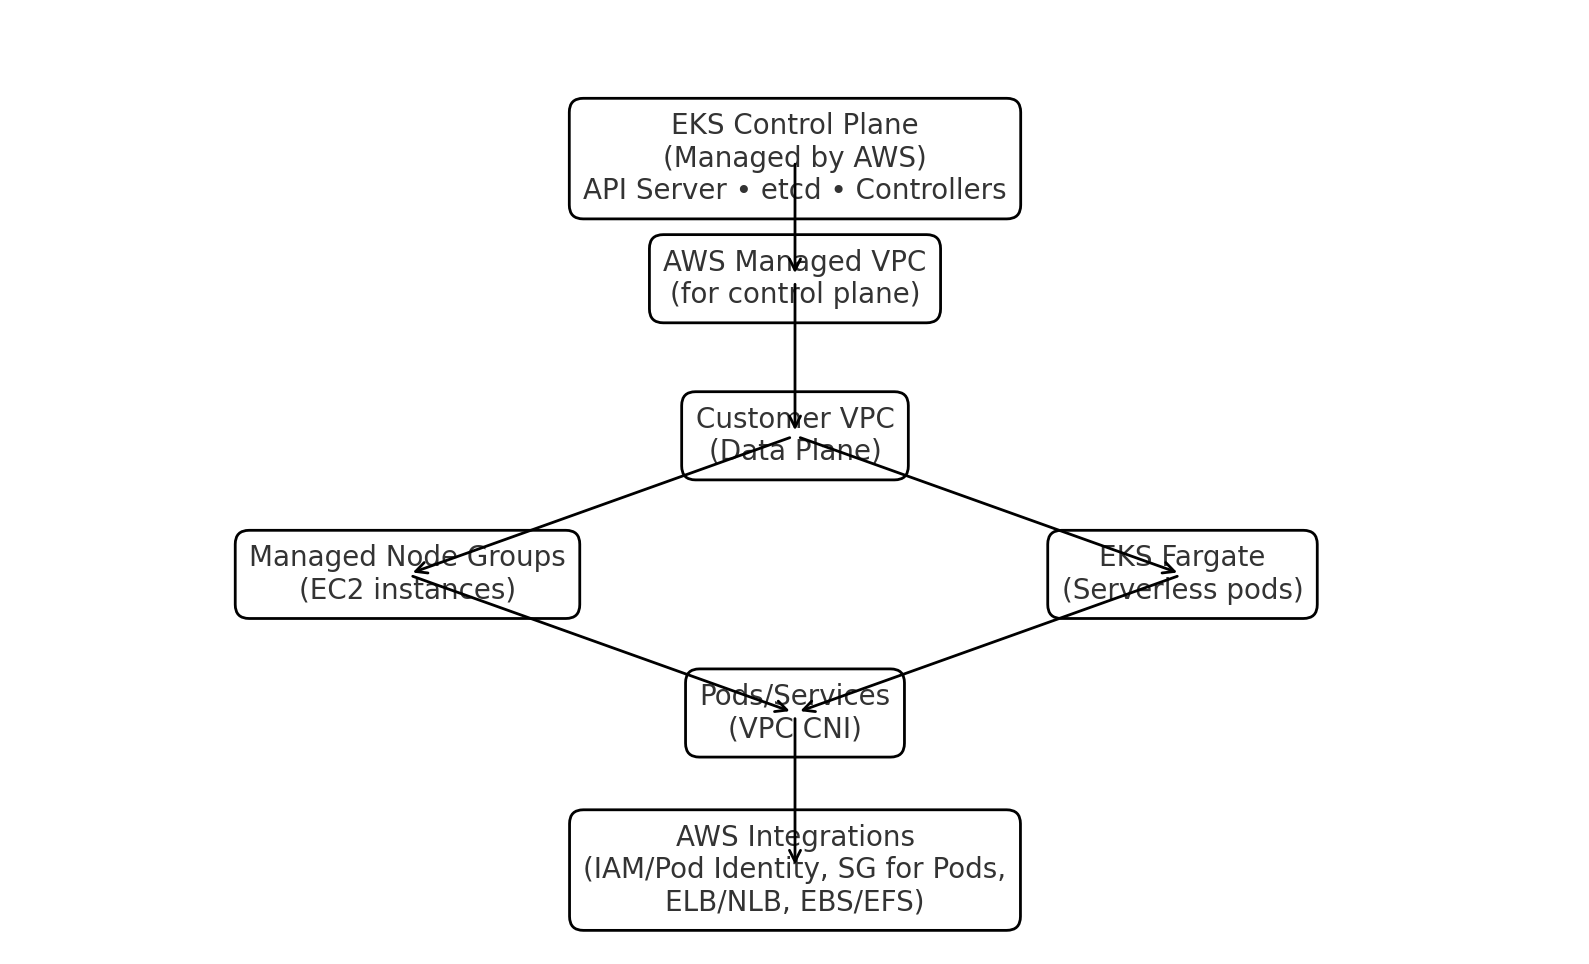 EKS Control Plane
(Managed by AWS)
API Server • etcd • Controllers
AWS Managed VPC
(for control plane)
Customer VPC
(Data Plane)
Managed Node Groups
(EC2 instances)
EKS Fargate
(Serverless pods)
Pods/Services
(VPC CNI)
AWS Integrations
(IAM/Pod Identity, SG for Pods,
ELB/NLB, EBS/EFS)